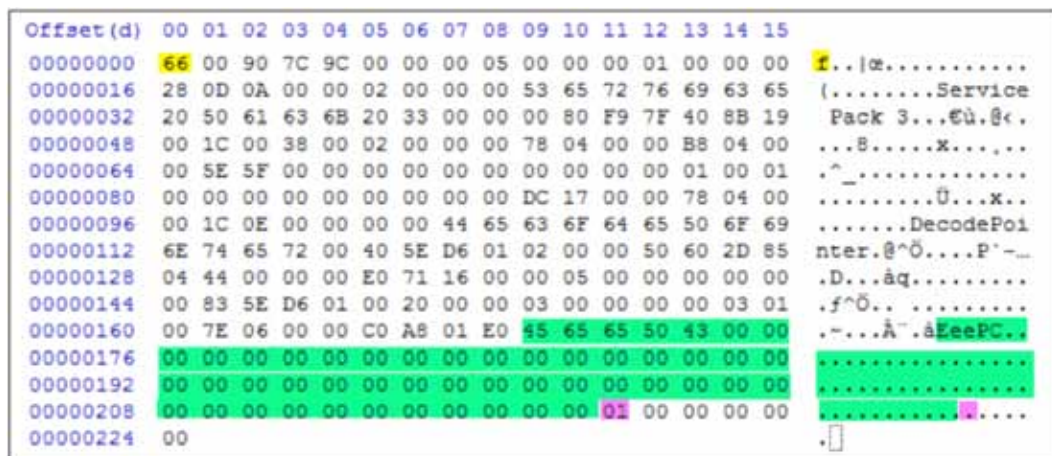 Offset(d) 00 01 02 03 04 05 06 07 08 09 10 11 12 13 14 15
00000000 66 00 90 7C 9C 00 00 00 05 00 00 00 01 00 00 00 f..|œ...........
00000016 28 0D 0A 00 00 02 00 00 00 53 65 72 76 69 63 65 (........Service
00000032 20 50 61 63 6B 20 33 00 00 00 80 F9 7F 40 8B 19 Pack 3...€ù.@‹.
00000048 00 1C 00 38 00 02 00 00 00 78 04 00 00 B8 04 00 ...8.....x...¸..
00000064 00 5E 5F 00 00 00 00 00 00 00 00 00 00 01 00 01 .^_.............
00000080 00 00 00 00 00 00 00 00 00 DC 17 00 00 78 04 00 .........Ü...x..
00000096 00 1C 0E 00 00 00 00 44 65 63 6F 64 65 50 6F 69 .......DecodePoi
00000112 6E 74 65 72 00 40 5E D6 01 02 00 00 50 60 2D 85 nter.@^Ö....P`-…
00000128 04 44 00 00 00 E0 71 16 00 00 05 00 00 00 00 00 .D...àq.........
00000144 00 83 5E D6 01 00 20 00 00 03 00 00 00 00 03 01 .ƒ^Ö.. .........
00000160 00 7E 06 00 00 C0 A8 01 E0 45 65 65 50 43 00 00 .~...À¨.àEeePC..
00000176 00 00 00 00 00 00 00 00 00 00 00 00 00 00 00 00 ................
00000192 00 00 00 00 00 00 00 00 00 00 00 00 00 00 00 00 ................
00000208 00 00 00 00 00 00 00 00 00 00 00 01 00 00 00 00 ................
00000224 00 .